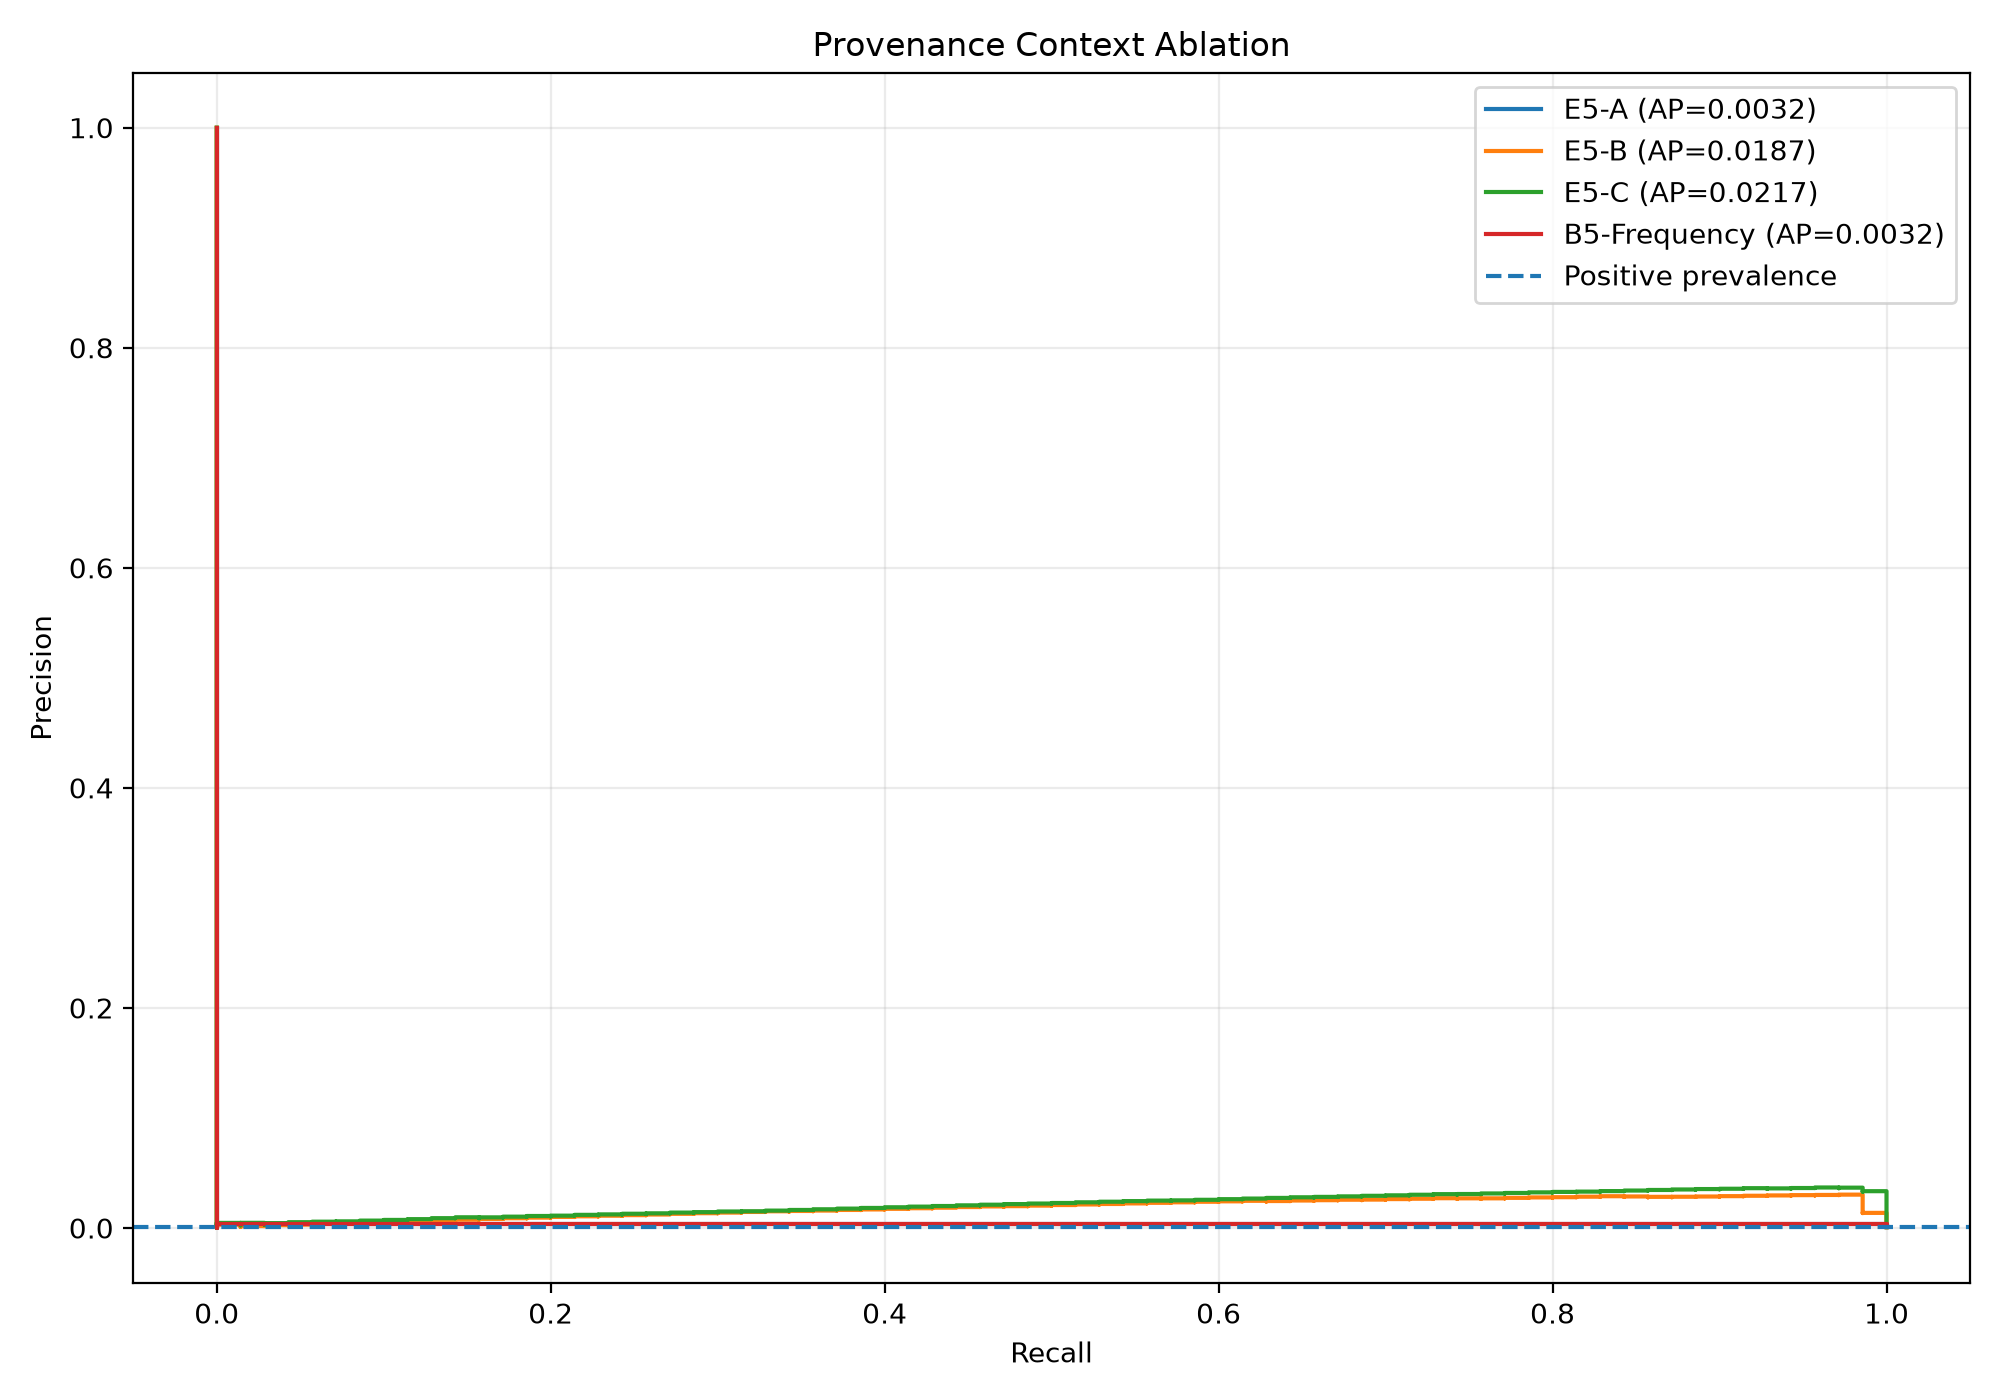 Provenance Context Ablation
E5-A (AP=0.0032)
E5-B (AP=0.0187)
E5-C (AP=0.0217)
B5-Frequency (AP=0.0032)
Positive prevalence
Precision
1.0
0.8
0.6
0.4
0.2
0.0
0.0 0.2 0.4 0.6 0.8 1.0
Recall